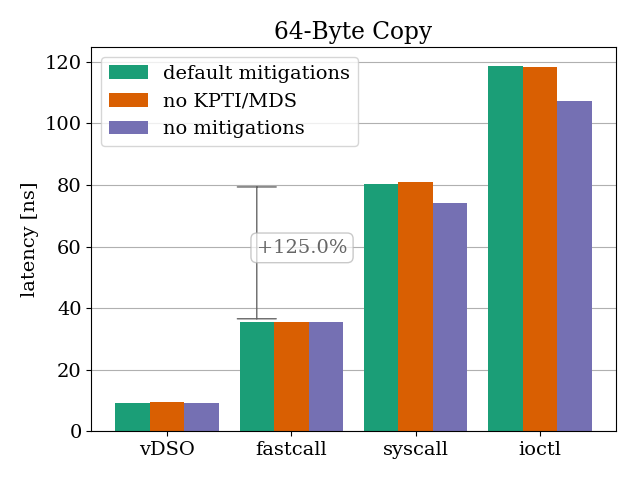 64-Byte Copy
default mitigations
no KPTI/MDS
no mitigations
+125.0%
latency [ns]
120
100
80
60
40
20
0
vDSO
fastcall
syscall
ioctl